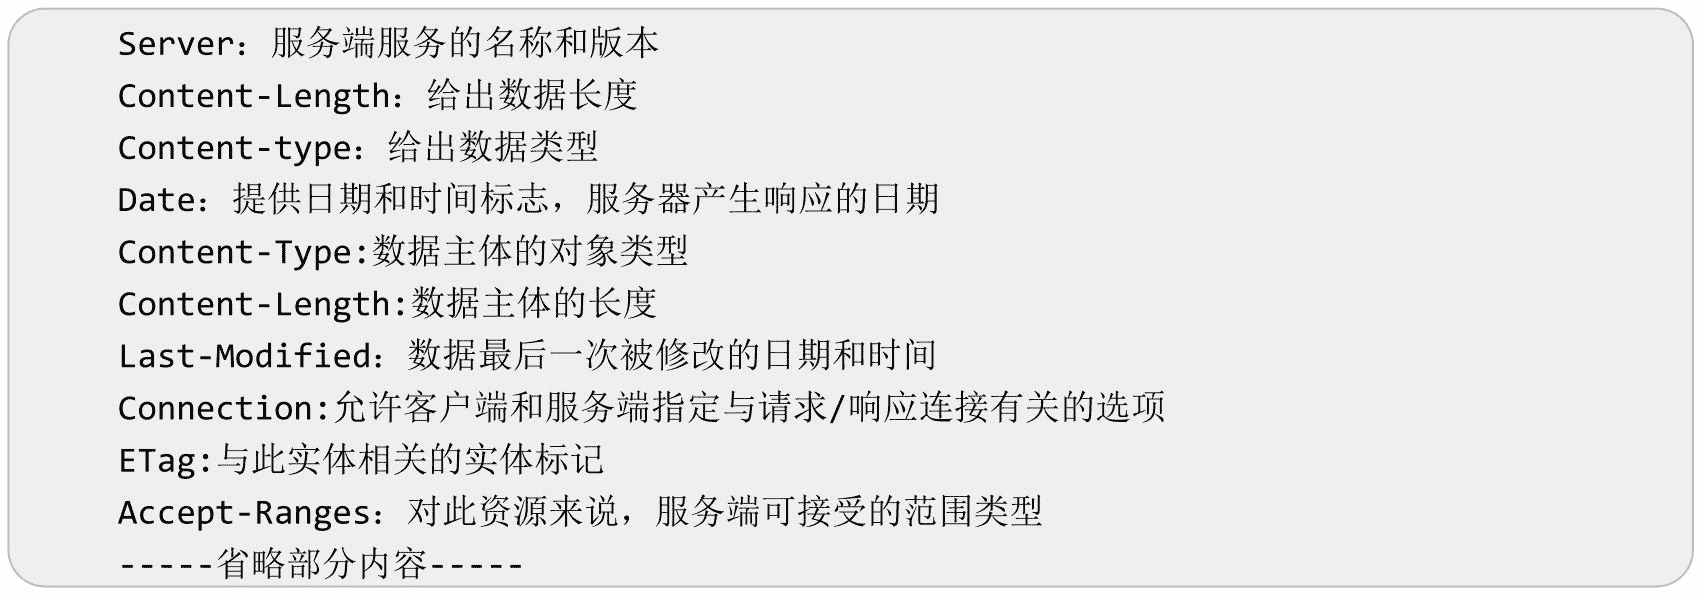 Server：服务端服务的名称和版本
Content-Length：给出数据长度
Content-type：给出数据类型
Date：提供日期和时间标志，服务器产生响应的日期
Content-Type:数据主体的对象类型
Content-Length:数据主体的长度
Last-Modified：数据最后一次被修改的日期和时间
Connection:允许客户端和服务端指定与请求/响应连接有关的选项
ETag:与此实体相关的实体标记
Accept-Ranges：对此资源来说，服务端可接受的范围类型
-----省略部分内容-----